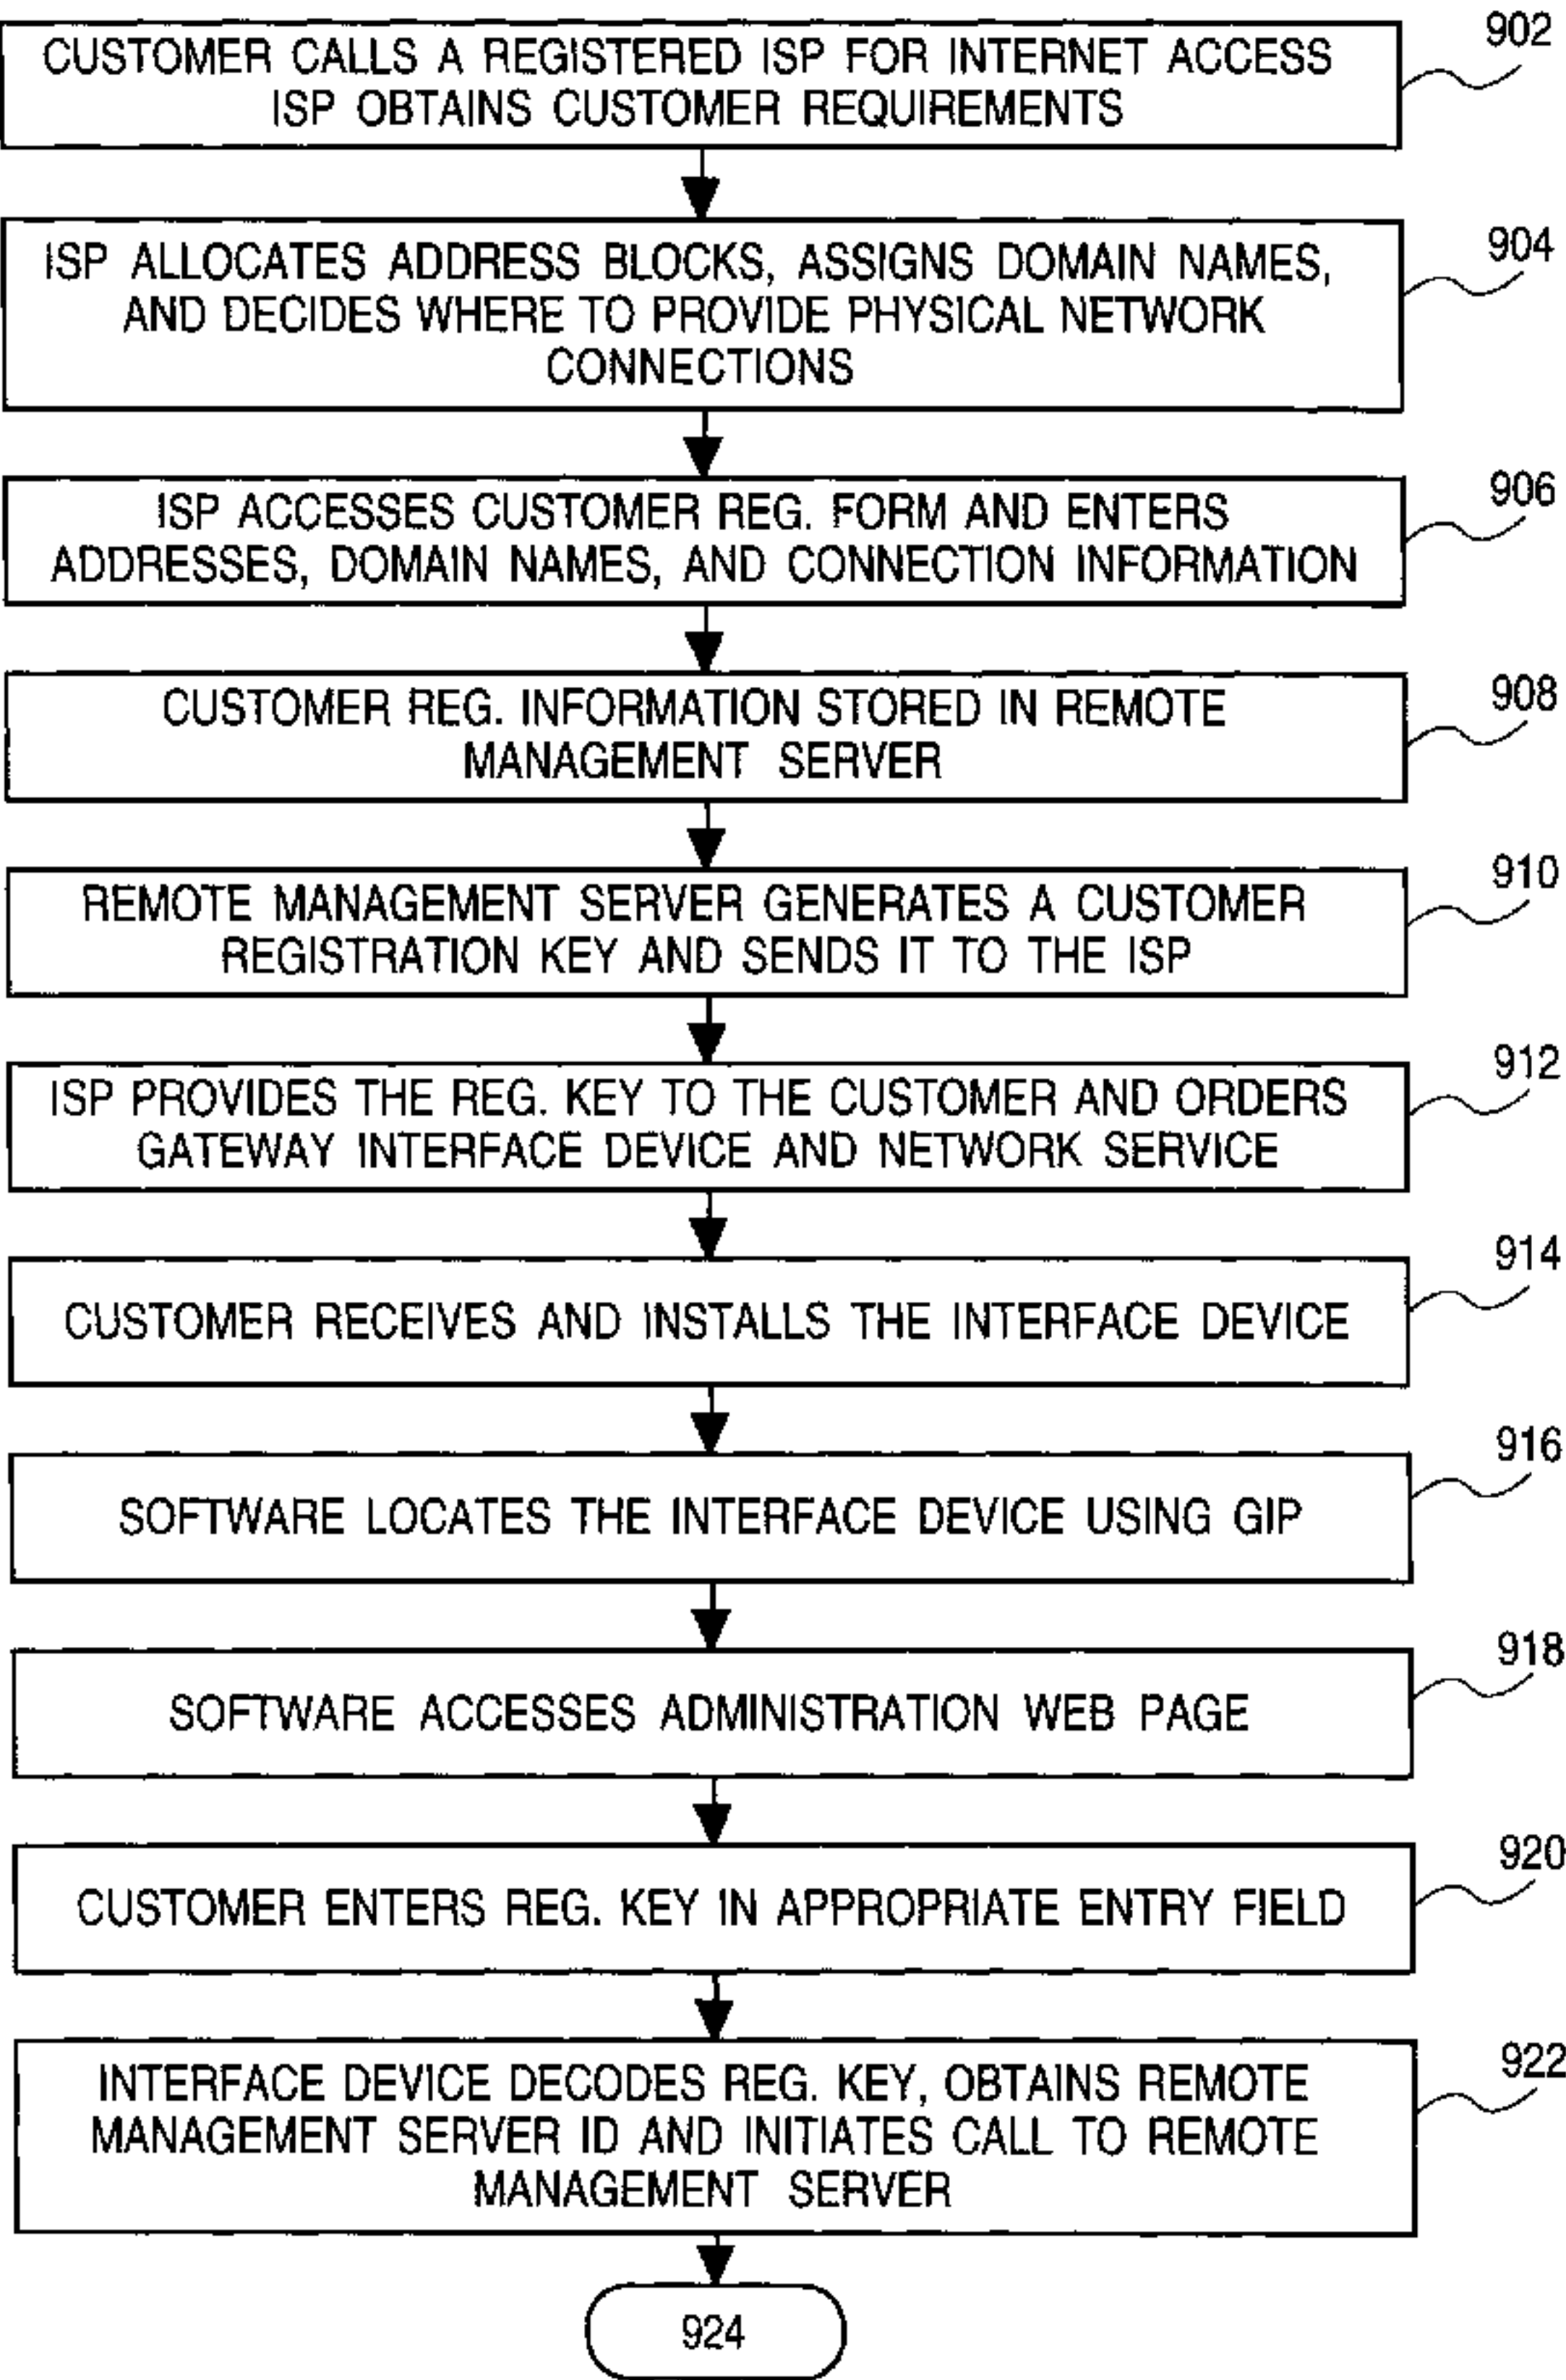 902
CUSTOMER CALLS A REGISTERED ISP FOR INTERNET ACCESS
ISP OBTAINS CUSTOMER REQUIREMENTS
904
ISP ALLOCATES ADDRESS BLOCKS, ASSIGNS DOMAIN NAMES,
AND DECIDES WHERE TO PROVIDE PHYSICAL NETWORK
CONNECTIONS
906
ISP ACCESSES CUSTOMER REG. FORM AND ENTERS
ADDRESSES, DOMAIN NAMES, AND CONNECTION INFORMATION
908
CUSTOMER REG. INFORMATION STORED IN REMOTE
MANAGEMENT SERVER
910
REMOTE MANAGEMENT SERVER GENERATES A CUSTOMER
REGISTRATION KEY AND SENDS IT TO THE ISP
912
ISP PROVIDES THE REG. KEY TO THE CUSTOMER AND ORDERS
GATEWAY INTERFACE DEVICE AND NETWORK SERVICE
914
CUSTOMER RECEIVES AND INSTALLS THE INTERFACE DEVICE
916
SOFTWARE LOCATES THE INTERFACE DEVICE USING GIP
918
SOFTWARE ACCESSES ADMINISTRATION WEB PAGE
920
CUSTOMER ENTERS REG. KEY IN APPROPRIATE ENTRY FIELD
922
INTERFACE DEVICE DECODES REG. KEY, OBTAINS REMOTE
MANAGEMENT SERVER ID AND INITIATES CALL TO REMOTE
MANAGEMENT SERVER
924